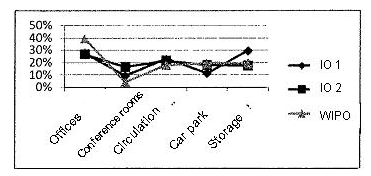 50%
40%
30%
20%
10%
0%
Offices
Conference rooms
Circulation
Car park
Storage
IO 1
IO 2
WIPO